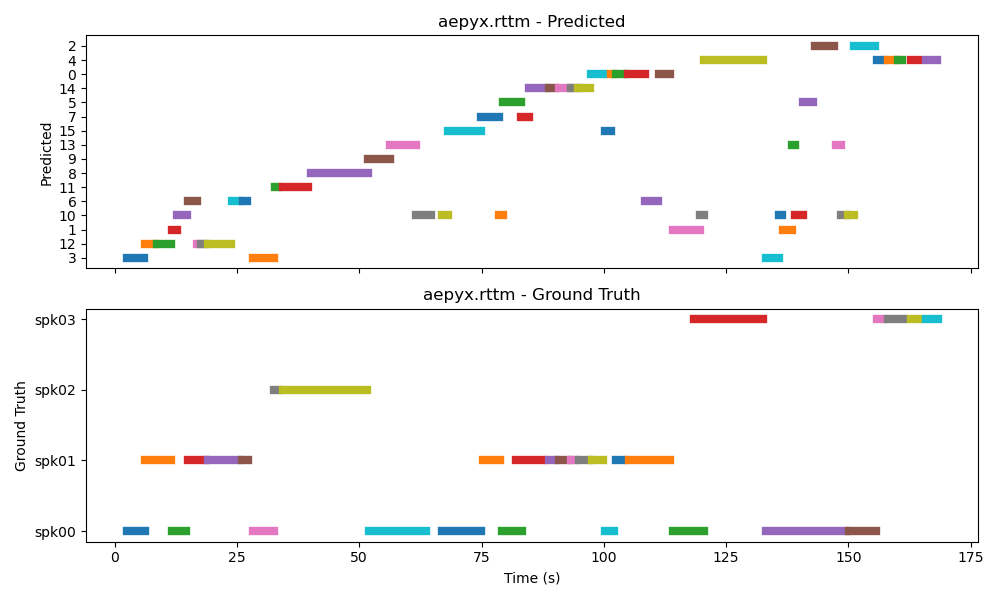 aepyx.rttm - Predicted
Predicted
2
4
0
14
5
7
15
13
9
8
11
6
10
1
12
3
aepyx.rttm - Ground Truth
Ground Truth
spk03
spk02
spk01
spk00
0 25 50 75 100 125 150 175
Time (s)